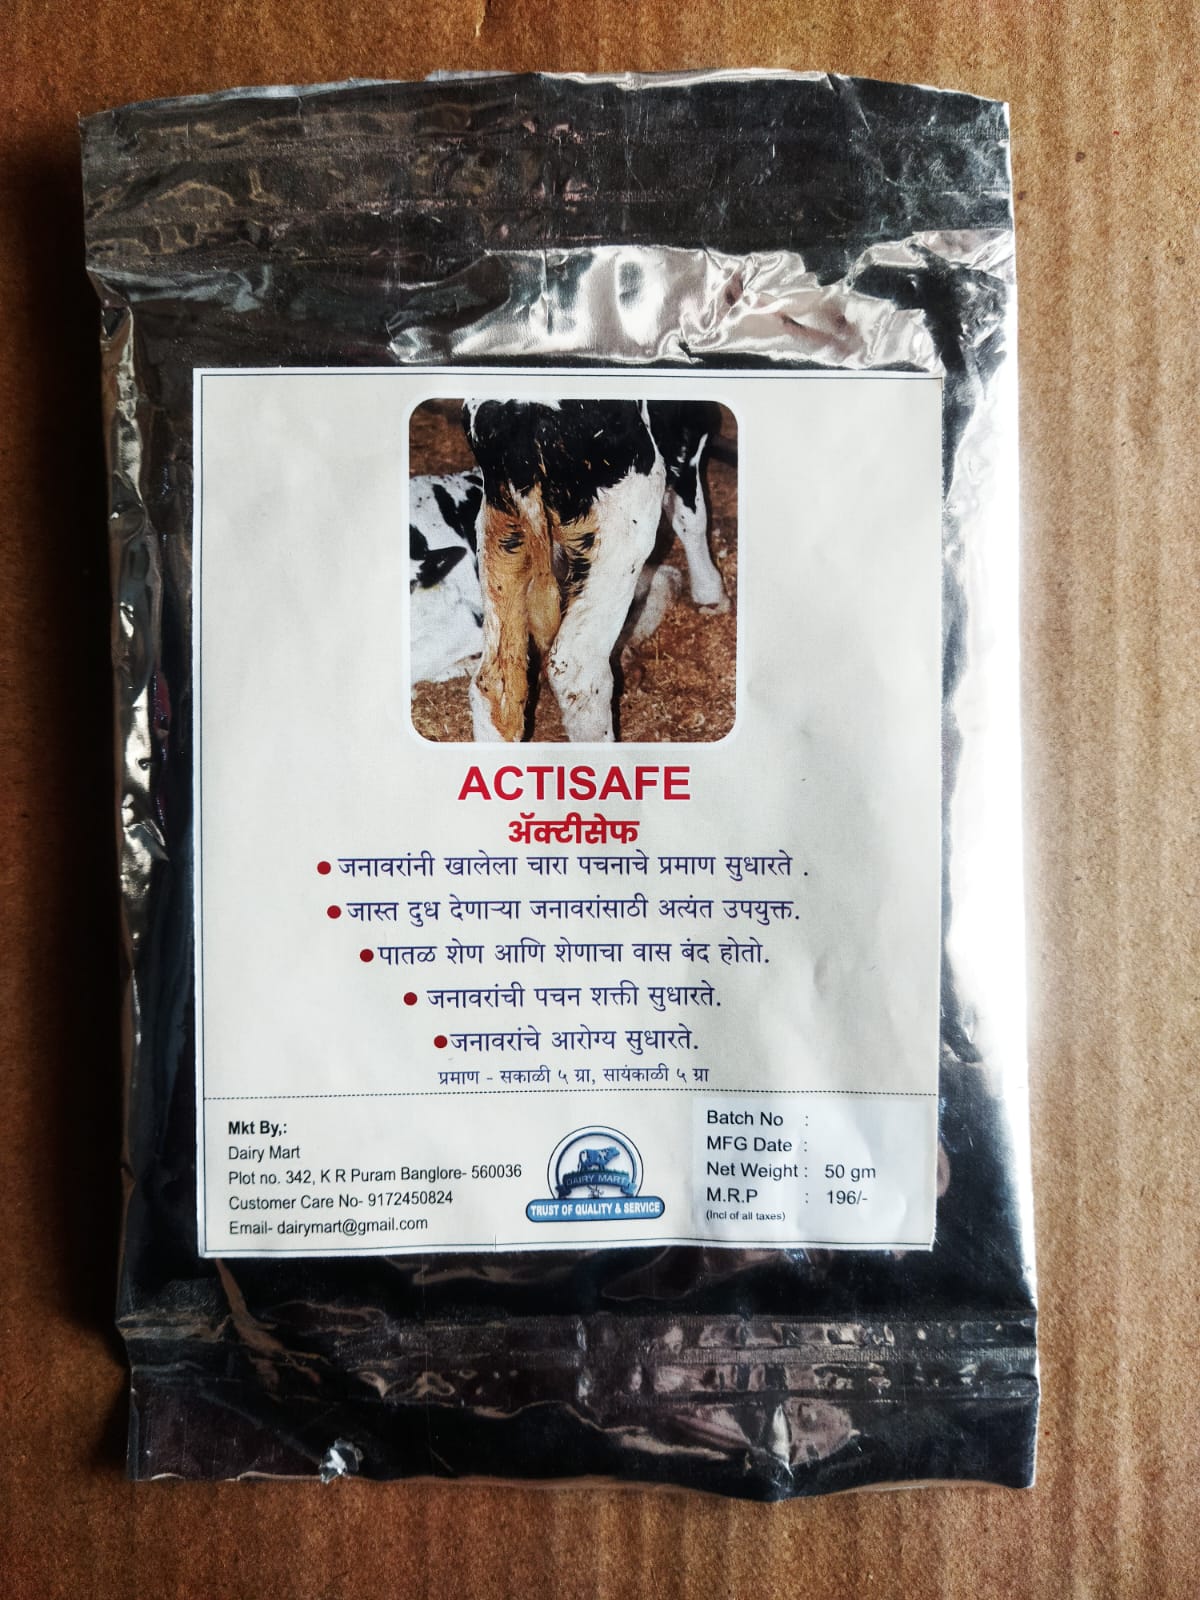 ACTISAFE
ॲक्टीसेफ
● जनावरांनी खालेला चारा पचनाचे प्रमाण सुधारते .
● जास्त दुध देणाऱ्या जनावरांसाठी अत्यंत उपयुक्त.
● पातळ शेण आणि शेणाचा वास बंद होतो.
● जनावरांची पचन शक्ती सुधारते.
● जनावरांचे आरोग्य सुधारते.
प्रमाण - सकाळी ५ ग्रा, सायंकाळी ५ ग्रा
Mkt By,:
Dairy Mart
Plot no. 342, K R Puram Banglore- 560036
Customer Care No- 9172450824
Email- dairymart@gmail.com
DAIRY MART
TRUST OF QUALITY & SERVICE
Batch No :
MFG Date :
Net Weight : 50 gm
M.R.P : 196/-
(Incl of all taxes)